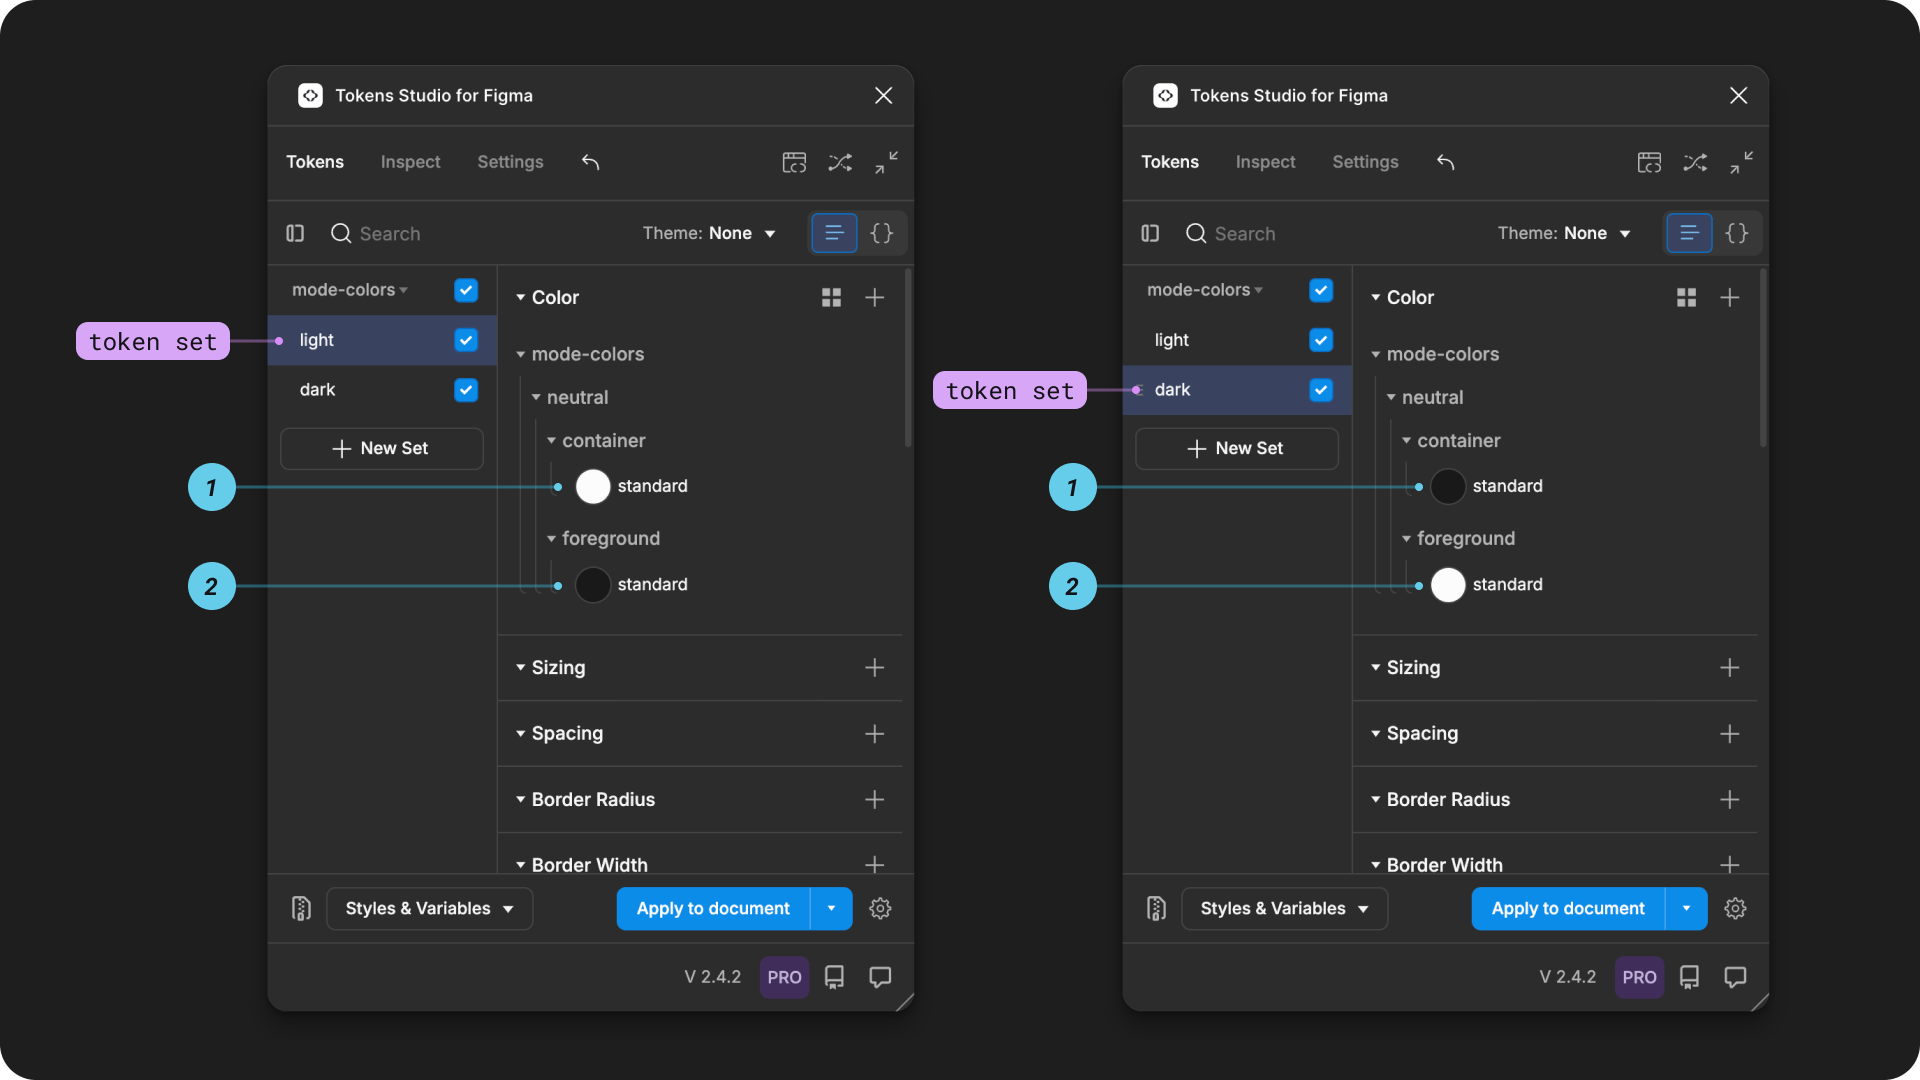 Tokens Studio for Figma
Tokens Inspect Settings
Search Theme: None {}
mode-colors
token set light
dark
New Set
Color
mode-colors
neutral
container
1 standard
foreground
2 standard
Sizing
Spacing
Border Radius
Border Width
Styles & Variables Apply to document
V 2.4.2 PRO
Tokens Studio for Figma
Tokens Inspect Settings
Search Theme: None {}
mode-colors
light
token set dark
New Set
Color
mode-colors
neutral
container
1 standard
foreground
2 standard
Sizing
Spacing
Border Radius
Border Width
Styles & Variables Apply to document
V 2.4.2 PRO